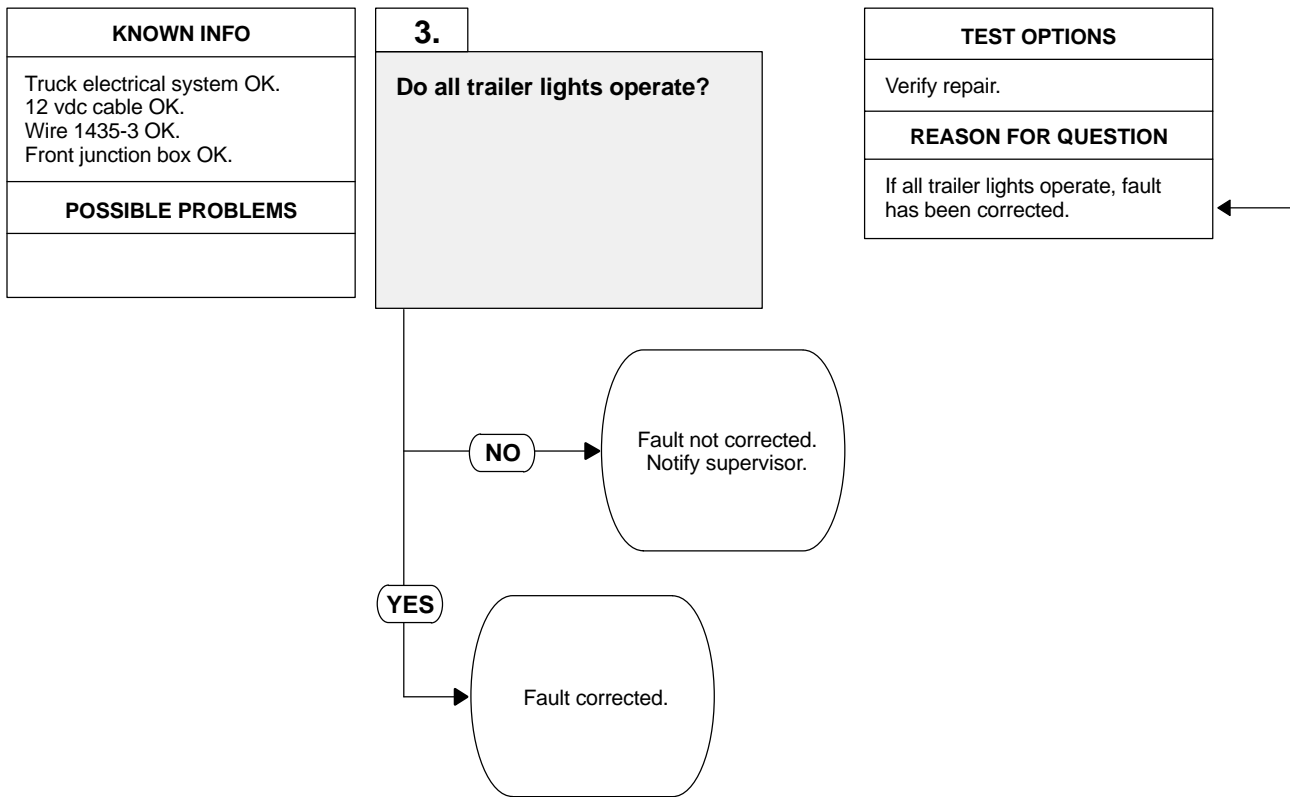 KNOWN INFO
Truck electrical system OK.
12 vdc cable OK.
Wire 1435-3 OK.
Front junction box OK.
POSSIBLE PROBLEMS
3.
Do all trailer lights operate?
TEST OPTIONS
Verify repair.
REASON FOR QUESTION
If all trailer lights operate, fault
has been corrected.
NO
Fault not corrected.
Notify supervisor.
YES
Fault corrected.